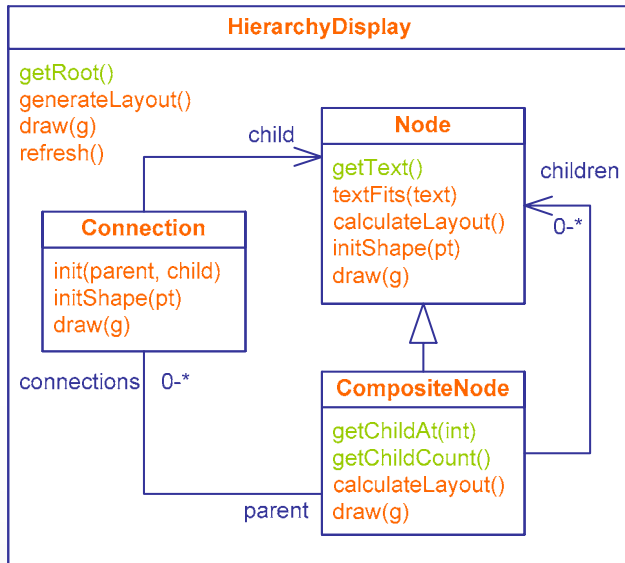 HierarchyDisplay
getRoot()
generateLayout()
draw(g)
refresh()
child
Node
getText()
textFits(text)
calculateLayout()
initShape(pt)
draw(g)
children
0-*
Connection
init(parent, child)
initShape(pt)
draw(g)
connections 0-*
CompositeNode
getChildAt(int)
getChildCount()
calculateLayout()
draw(g)
parent